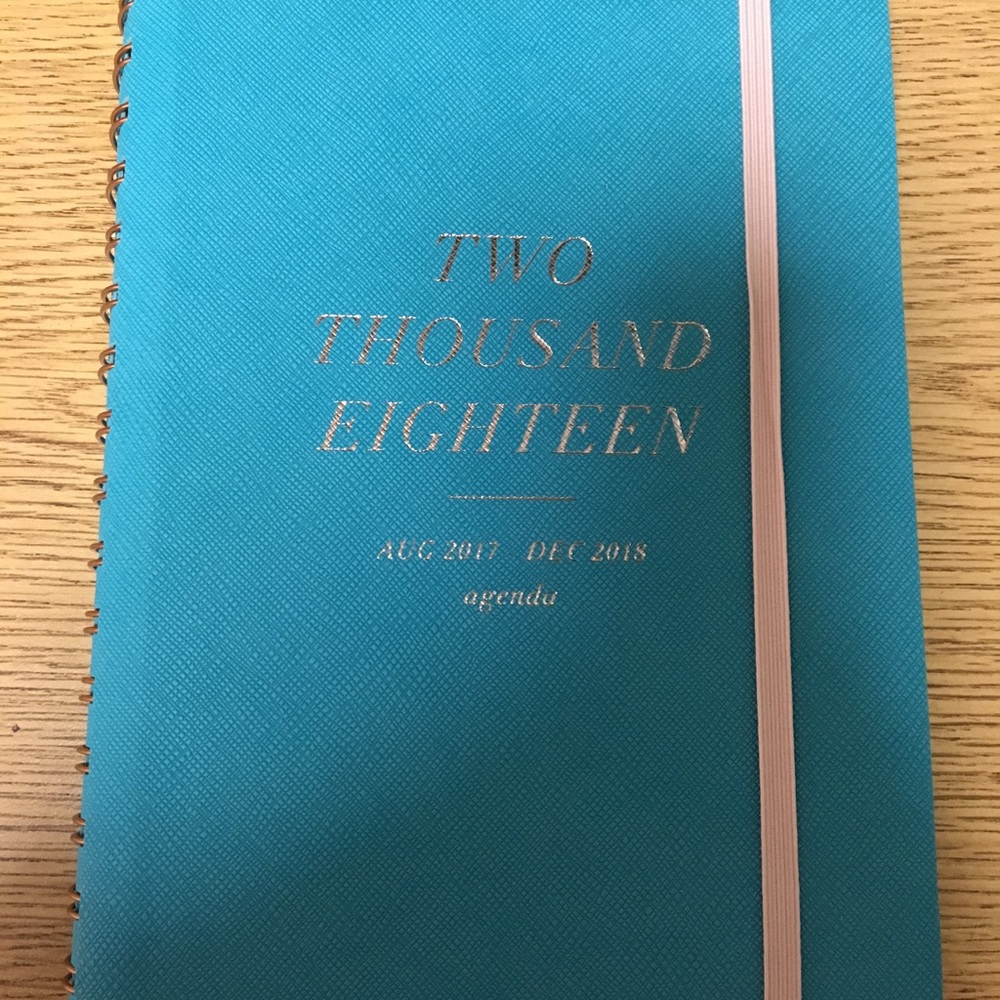 TWO
THOUSAND
EIGHTEEN
AUG 2017 DEC 2018
agenda